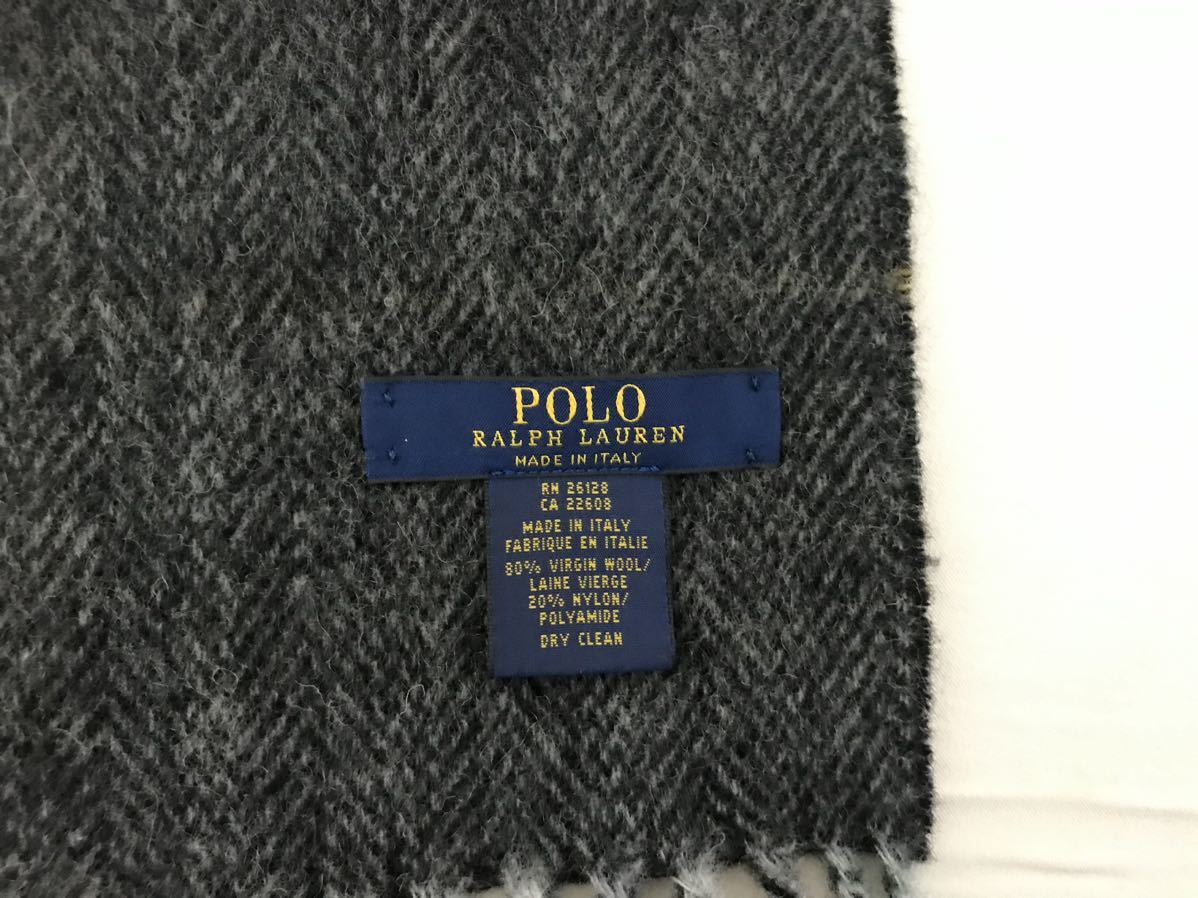 POLO
RALPH LAUREN
MADE IN ITALY
RN 26128
CA 22608
MADE IN ITALY
FABRIQUE EN ITALIE
80% VIRGIN WOOL/
LAINE VIERGE
20% NYLON/
POLYAMIDE
DRY CLEAN